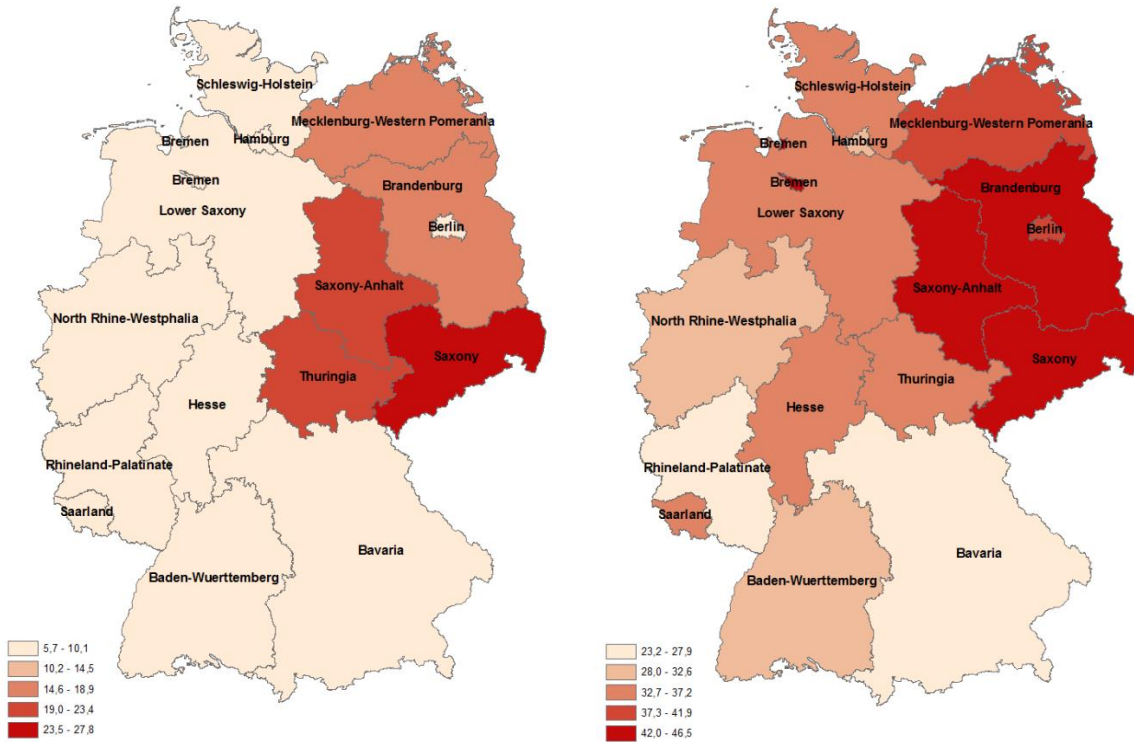 Schleswig-Holstein
Mecklenburg-Western Pomerania
Hamburg
Bremen
Bremen
Brandenburg
Lower Saxony
Berlin
Saxony-Anhalt
North Rhine-Westphalia
Saxony
Thuringia
Hesse
Rhineland-Palatinate
Saarland
Bavaria
Baden-Wuerttemberg
5,7 - 10,1
10,2 - 14,5
14,6 - 18,9
19,0 - 23,4
23,5 - 27,8
Schleswig-Holstein
Mecklenburg-Western Pomerania
Hamburg
Bremen
Bremen
Brandenburg
Lower Saxony
Berlin
Saxony-Anhalt
North Rhine-Westphalia
Saxony
Thuringia
Hesse
Rhineland-Palatinate
Saarland
Bavaria
Baden-Wuerttemberg
23,2 - 27,9
28,0 - 32,6
32,7 - 37,2
37,3 - 41,9
42,0 - 46,5